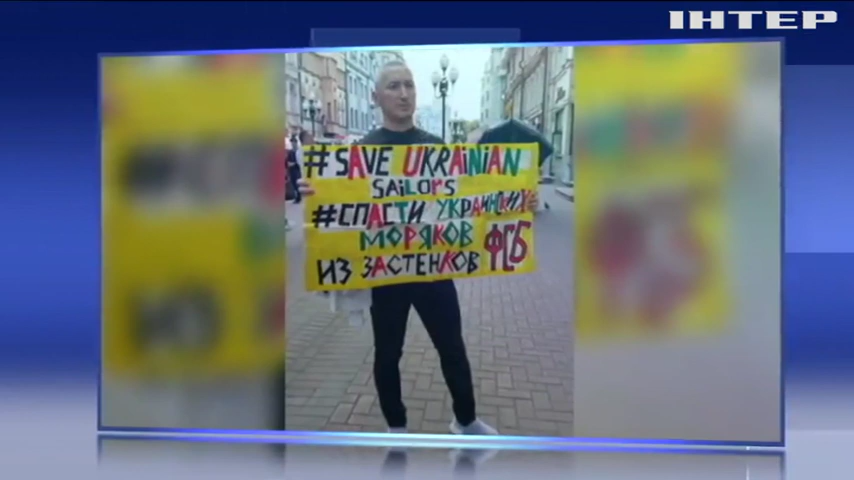 ІНТЕР
#SAVE UKRAiNiAN
SAiLOrS
#СПАСТИ УКРАИНСКИХ
МОРЯКОВ ФСБ
ИЗ ЗАСТЕНКОВ